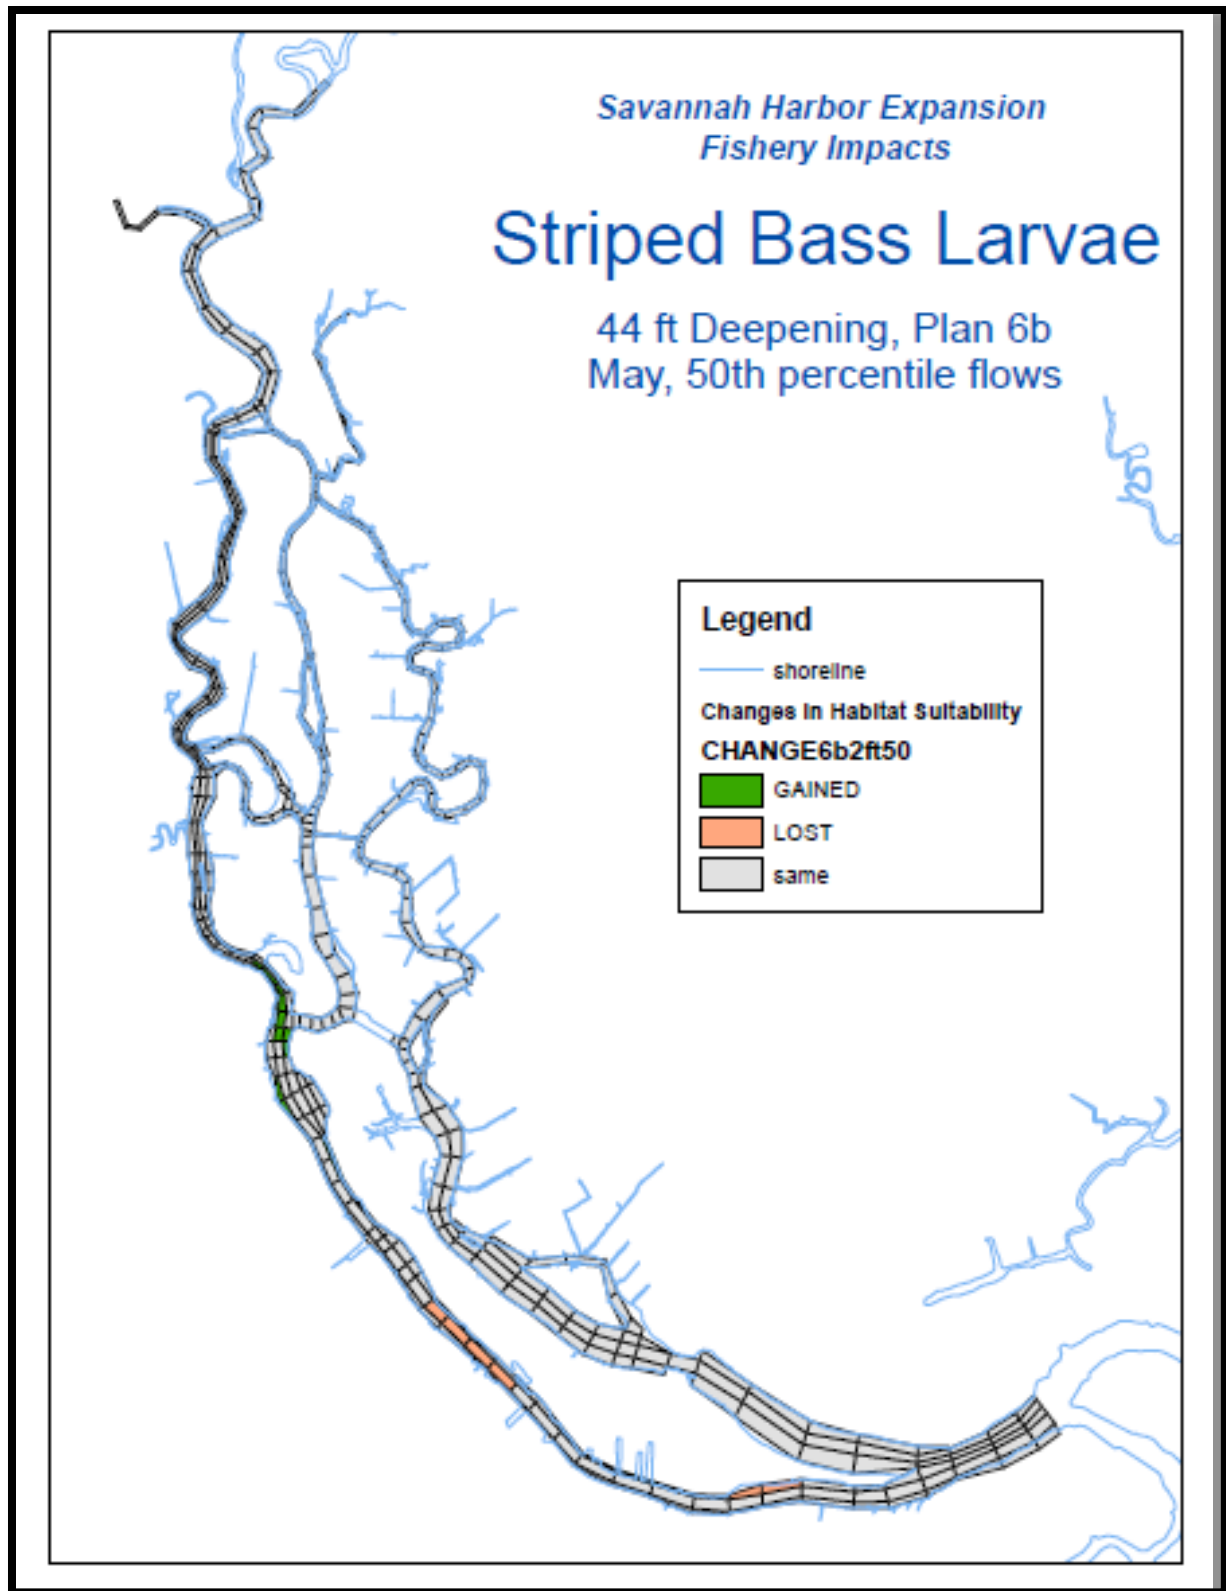 Savannah Harbor Expansion
Fishery Impacts
Striped Bass Larvae
44 ft Deepening, Plan 6b
May, 50th percentile flows
Legend
shoreline
Changes in Habitat Suitability
CHANGE6b2ft50
GAINED
LOST
same